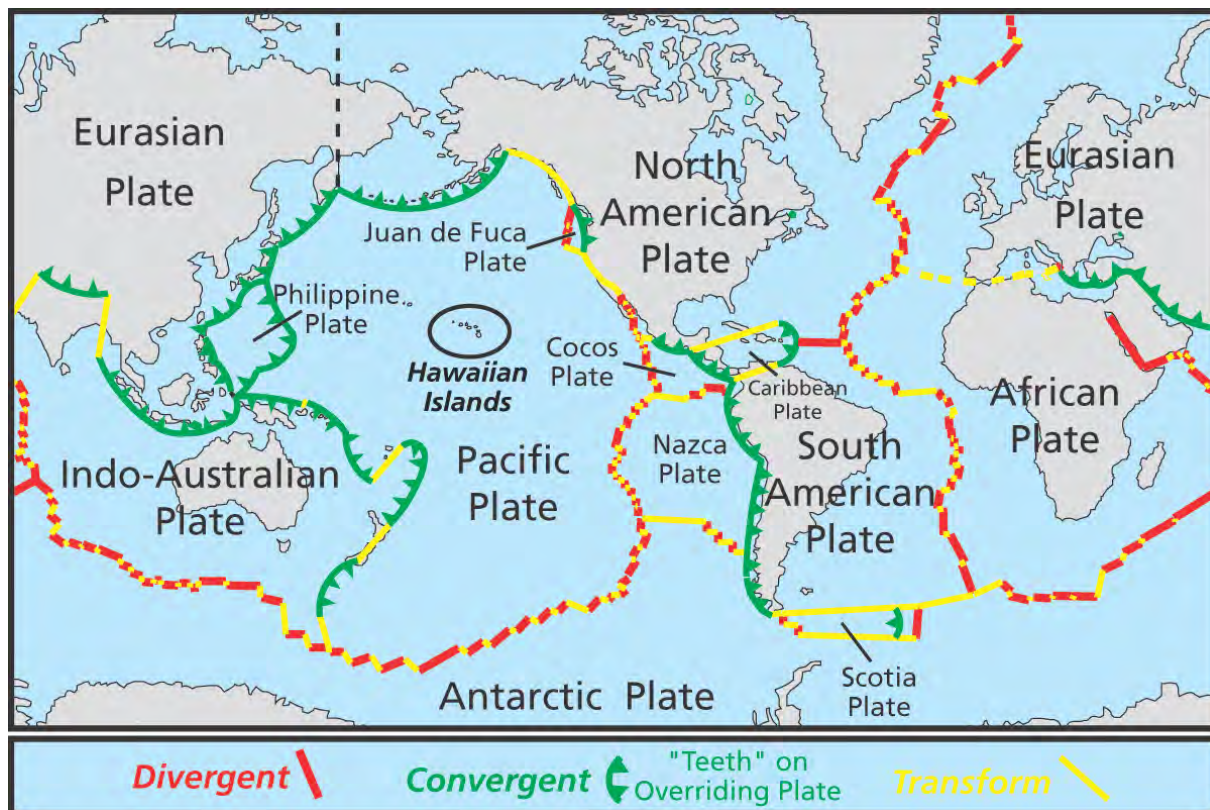 Eurasian
Plate
North
American
Plate
Eurasian
Plate
Juan de Fuca
Plate
Philippine
Plate
Hawaiian
Islands
Cocos
Plate
Caribbean
Plate
African
Plate
Indo-Australian
Plate
Pacific
Plate
Nazca
Plate
South
American
Plate
Scotia
Plate
Antarctic Plate
Divergent
Convergent
"Teeth" on
Overriding Plate
Transform